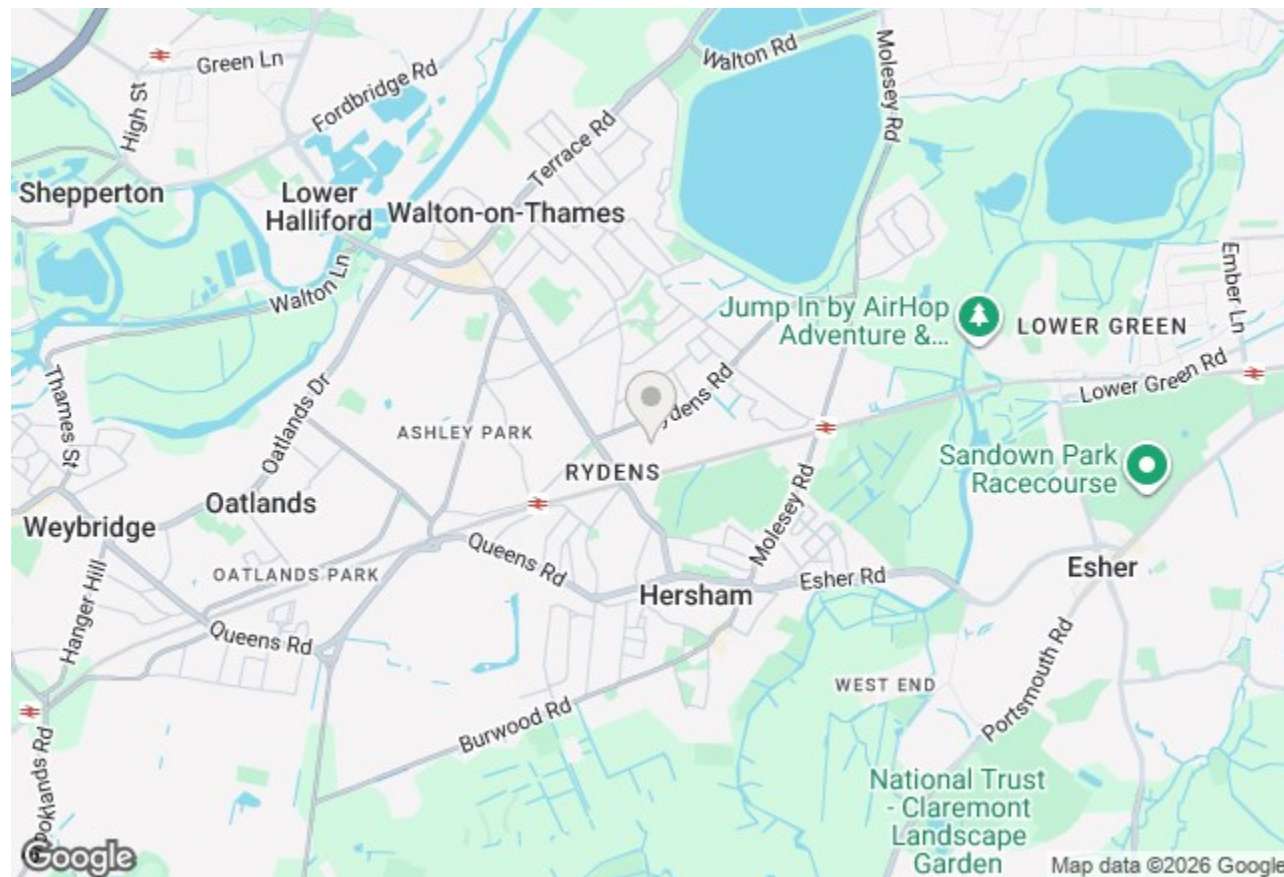 Green Ln
Walton Rd
Molesey Rd
High St
Fordbridge Rd
Terrace Rd
Shepperton
Lower
Halliford
Walton-on-Thames
Walton Ln
Ember Ln
Jump In by AirHop
Adventure &...
LOWER GREEN
Lower Green Rd
Thames St
Oatlands Dr
ydens Rd
ASHLEY PARK
RYDENS
Sandown Park
Racecourse
Oatlands
Weybridge
Molesey Rd
Queens Rd
OATLANDS PARK
Esher
Esher Rd
Hersham
Hanger Hill
Queens Rd
West End
Portsmouth Rd
Burwood Rd
ooklands Rd
National Trust
- Claremont
Landscape
Garden
Google
Map data ©2026 Google